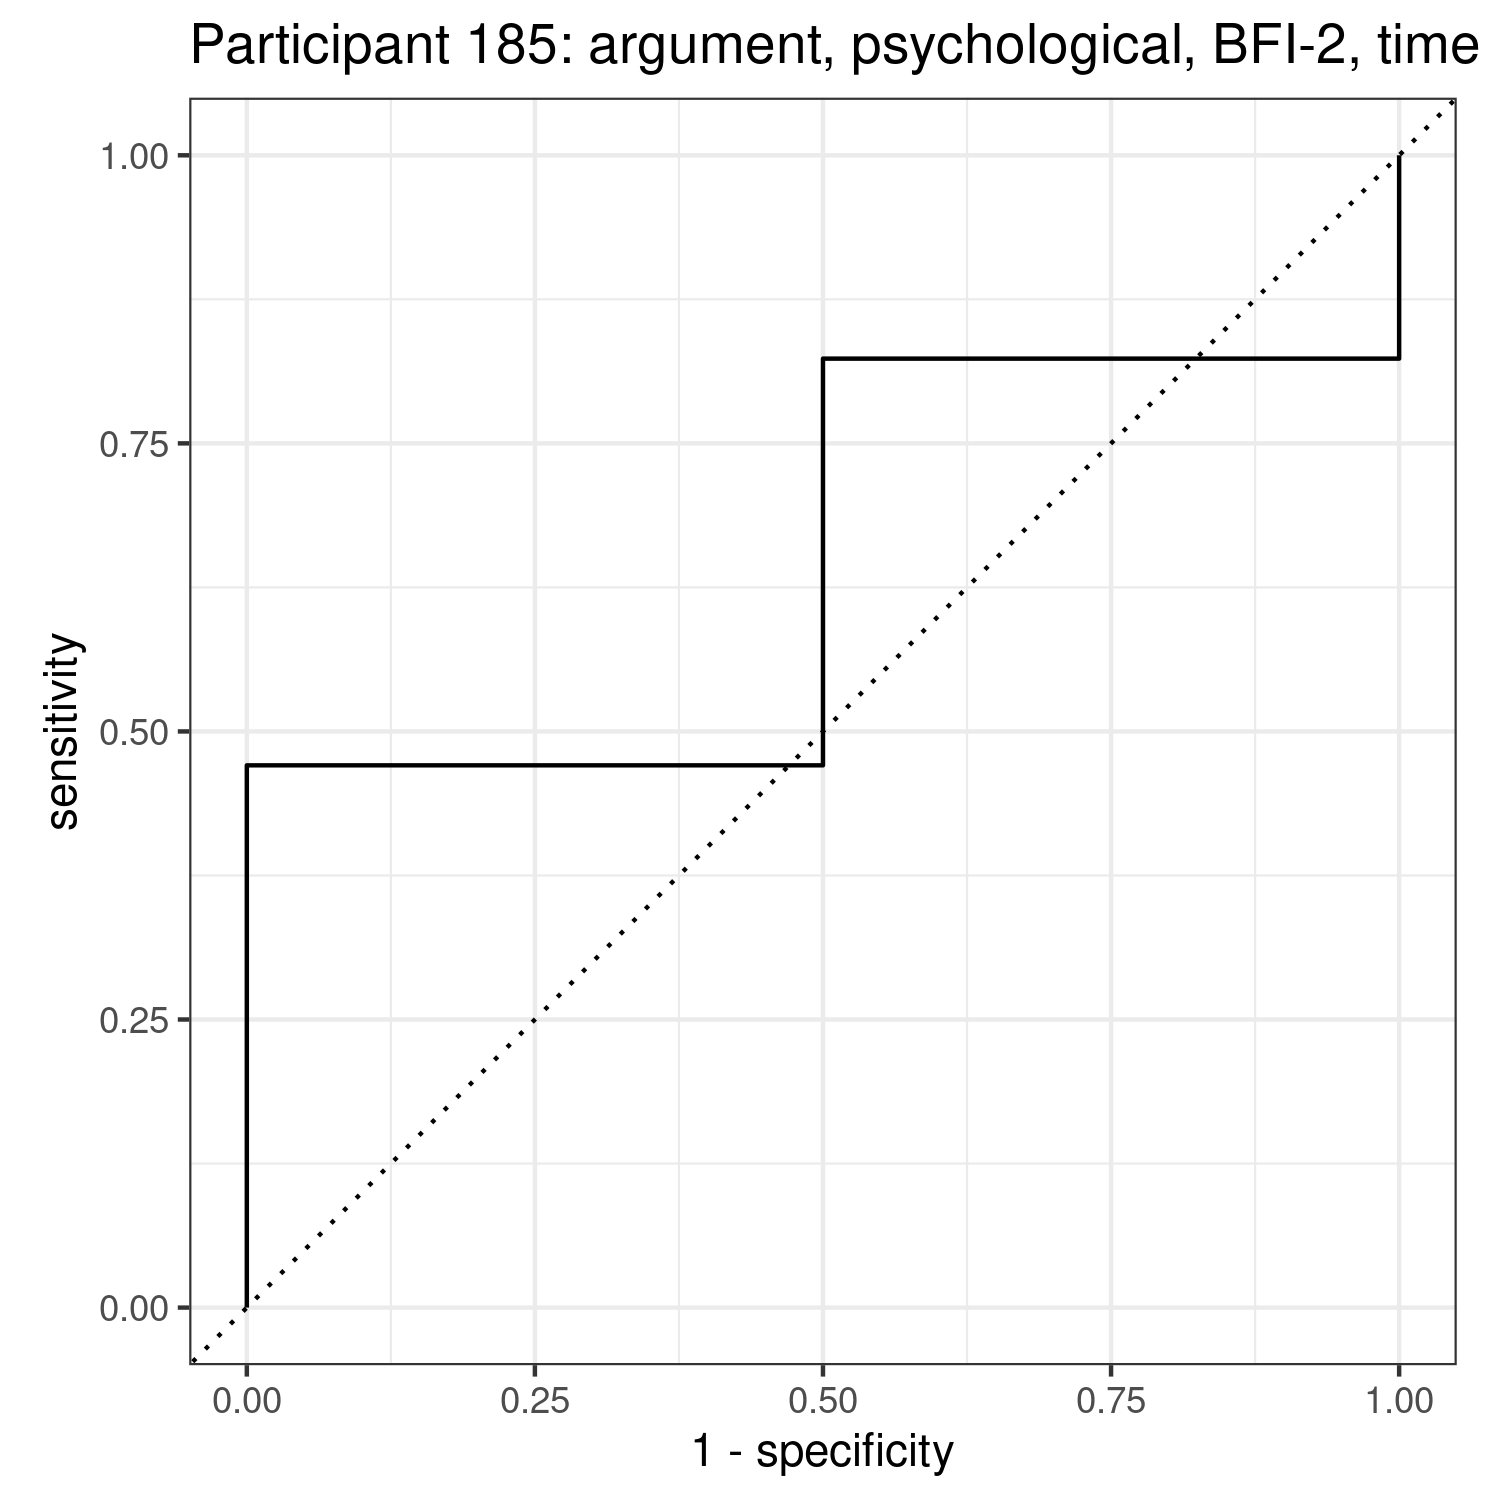 Participant 185: argument, psychological, BFI-2, time
1.00
0.75
0.50
0.25
0.00
sensitivity
0.00 0.25 0.50 0.75 1.00
1 - specificity